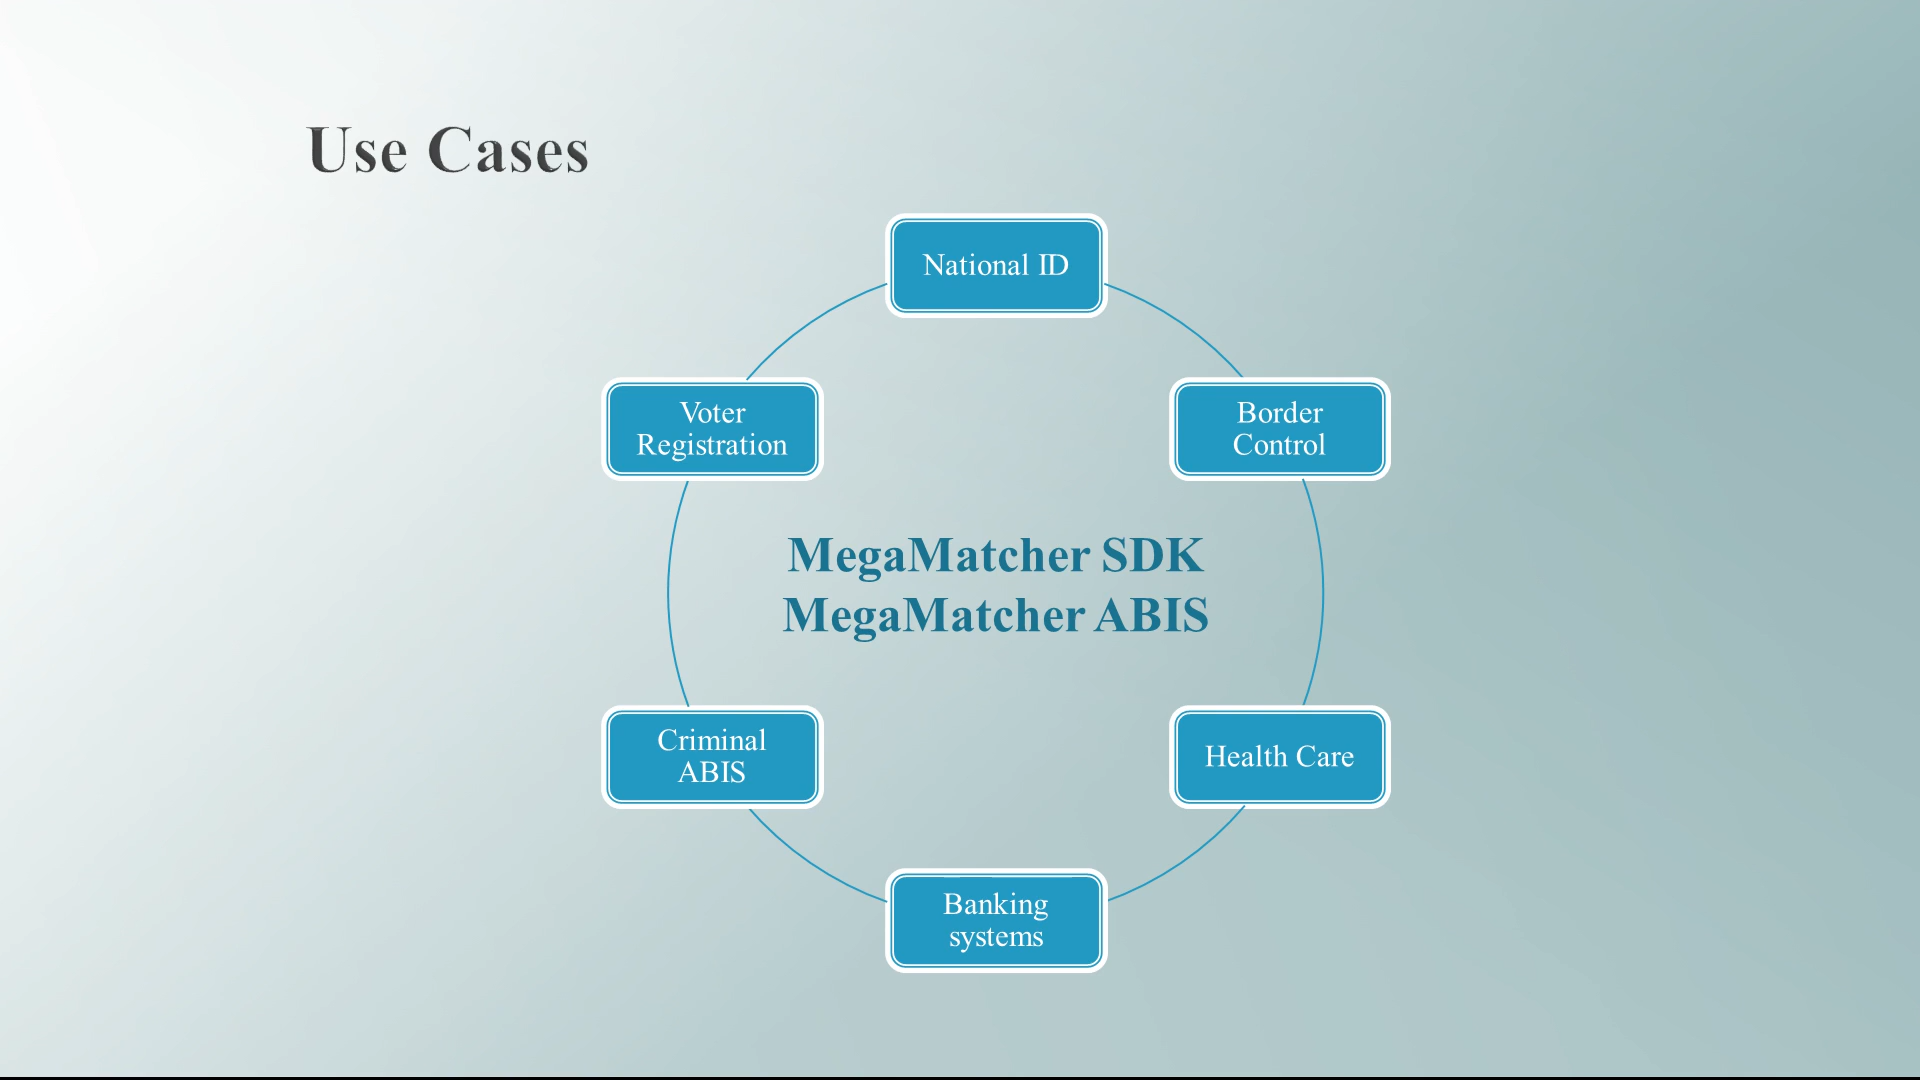 Use Cases
National ID
Voter
Registration
Border
Control
MegaMatcher SDK
MegaMatcher ABIS
Criminal
ABIS
Health Care
Banking
systems